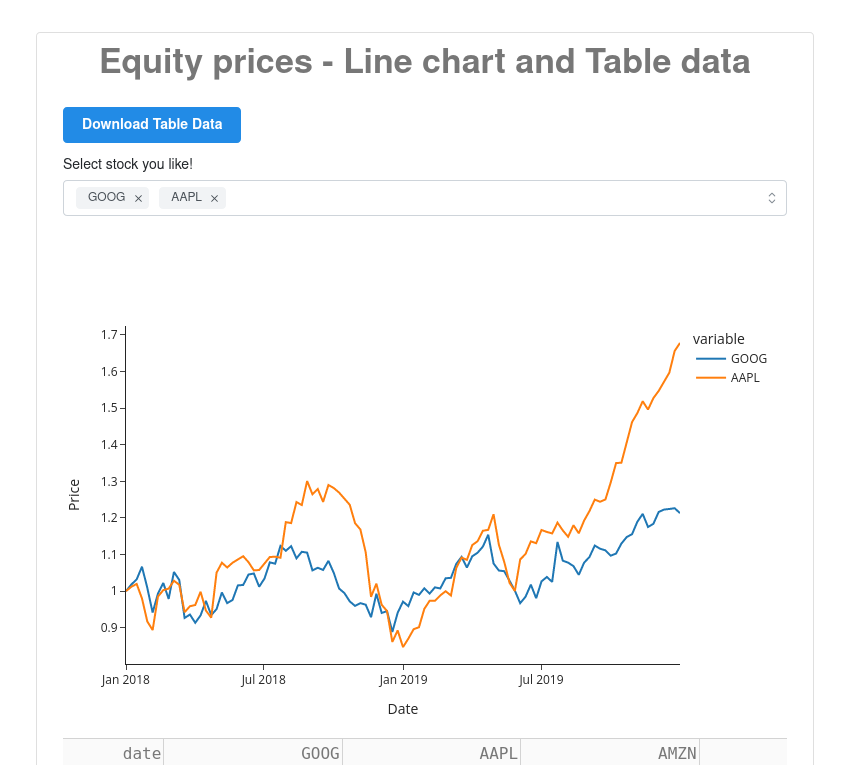 Equity prices - Line chart and Table data
Download Table Data
Select stock you like!
GOOG × AAPL ×
1.7
1.6
1.5
1.4
1.3
1.2
1.1
1
0.9
Price
Jan 2018 Jul 2018 Jan 2019 Jul 2019
Date
variable
GOOG
AAPL
date GOOG AAPL AMZN